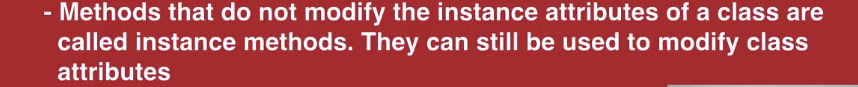 - Methods that do not modify the instance attributes of a class are
called instance methods. They can still be used to modify class
attributes